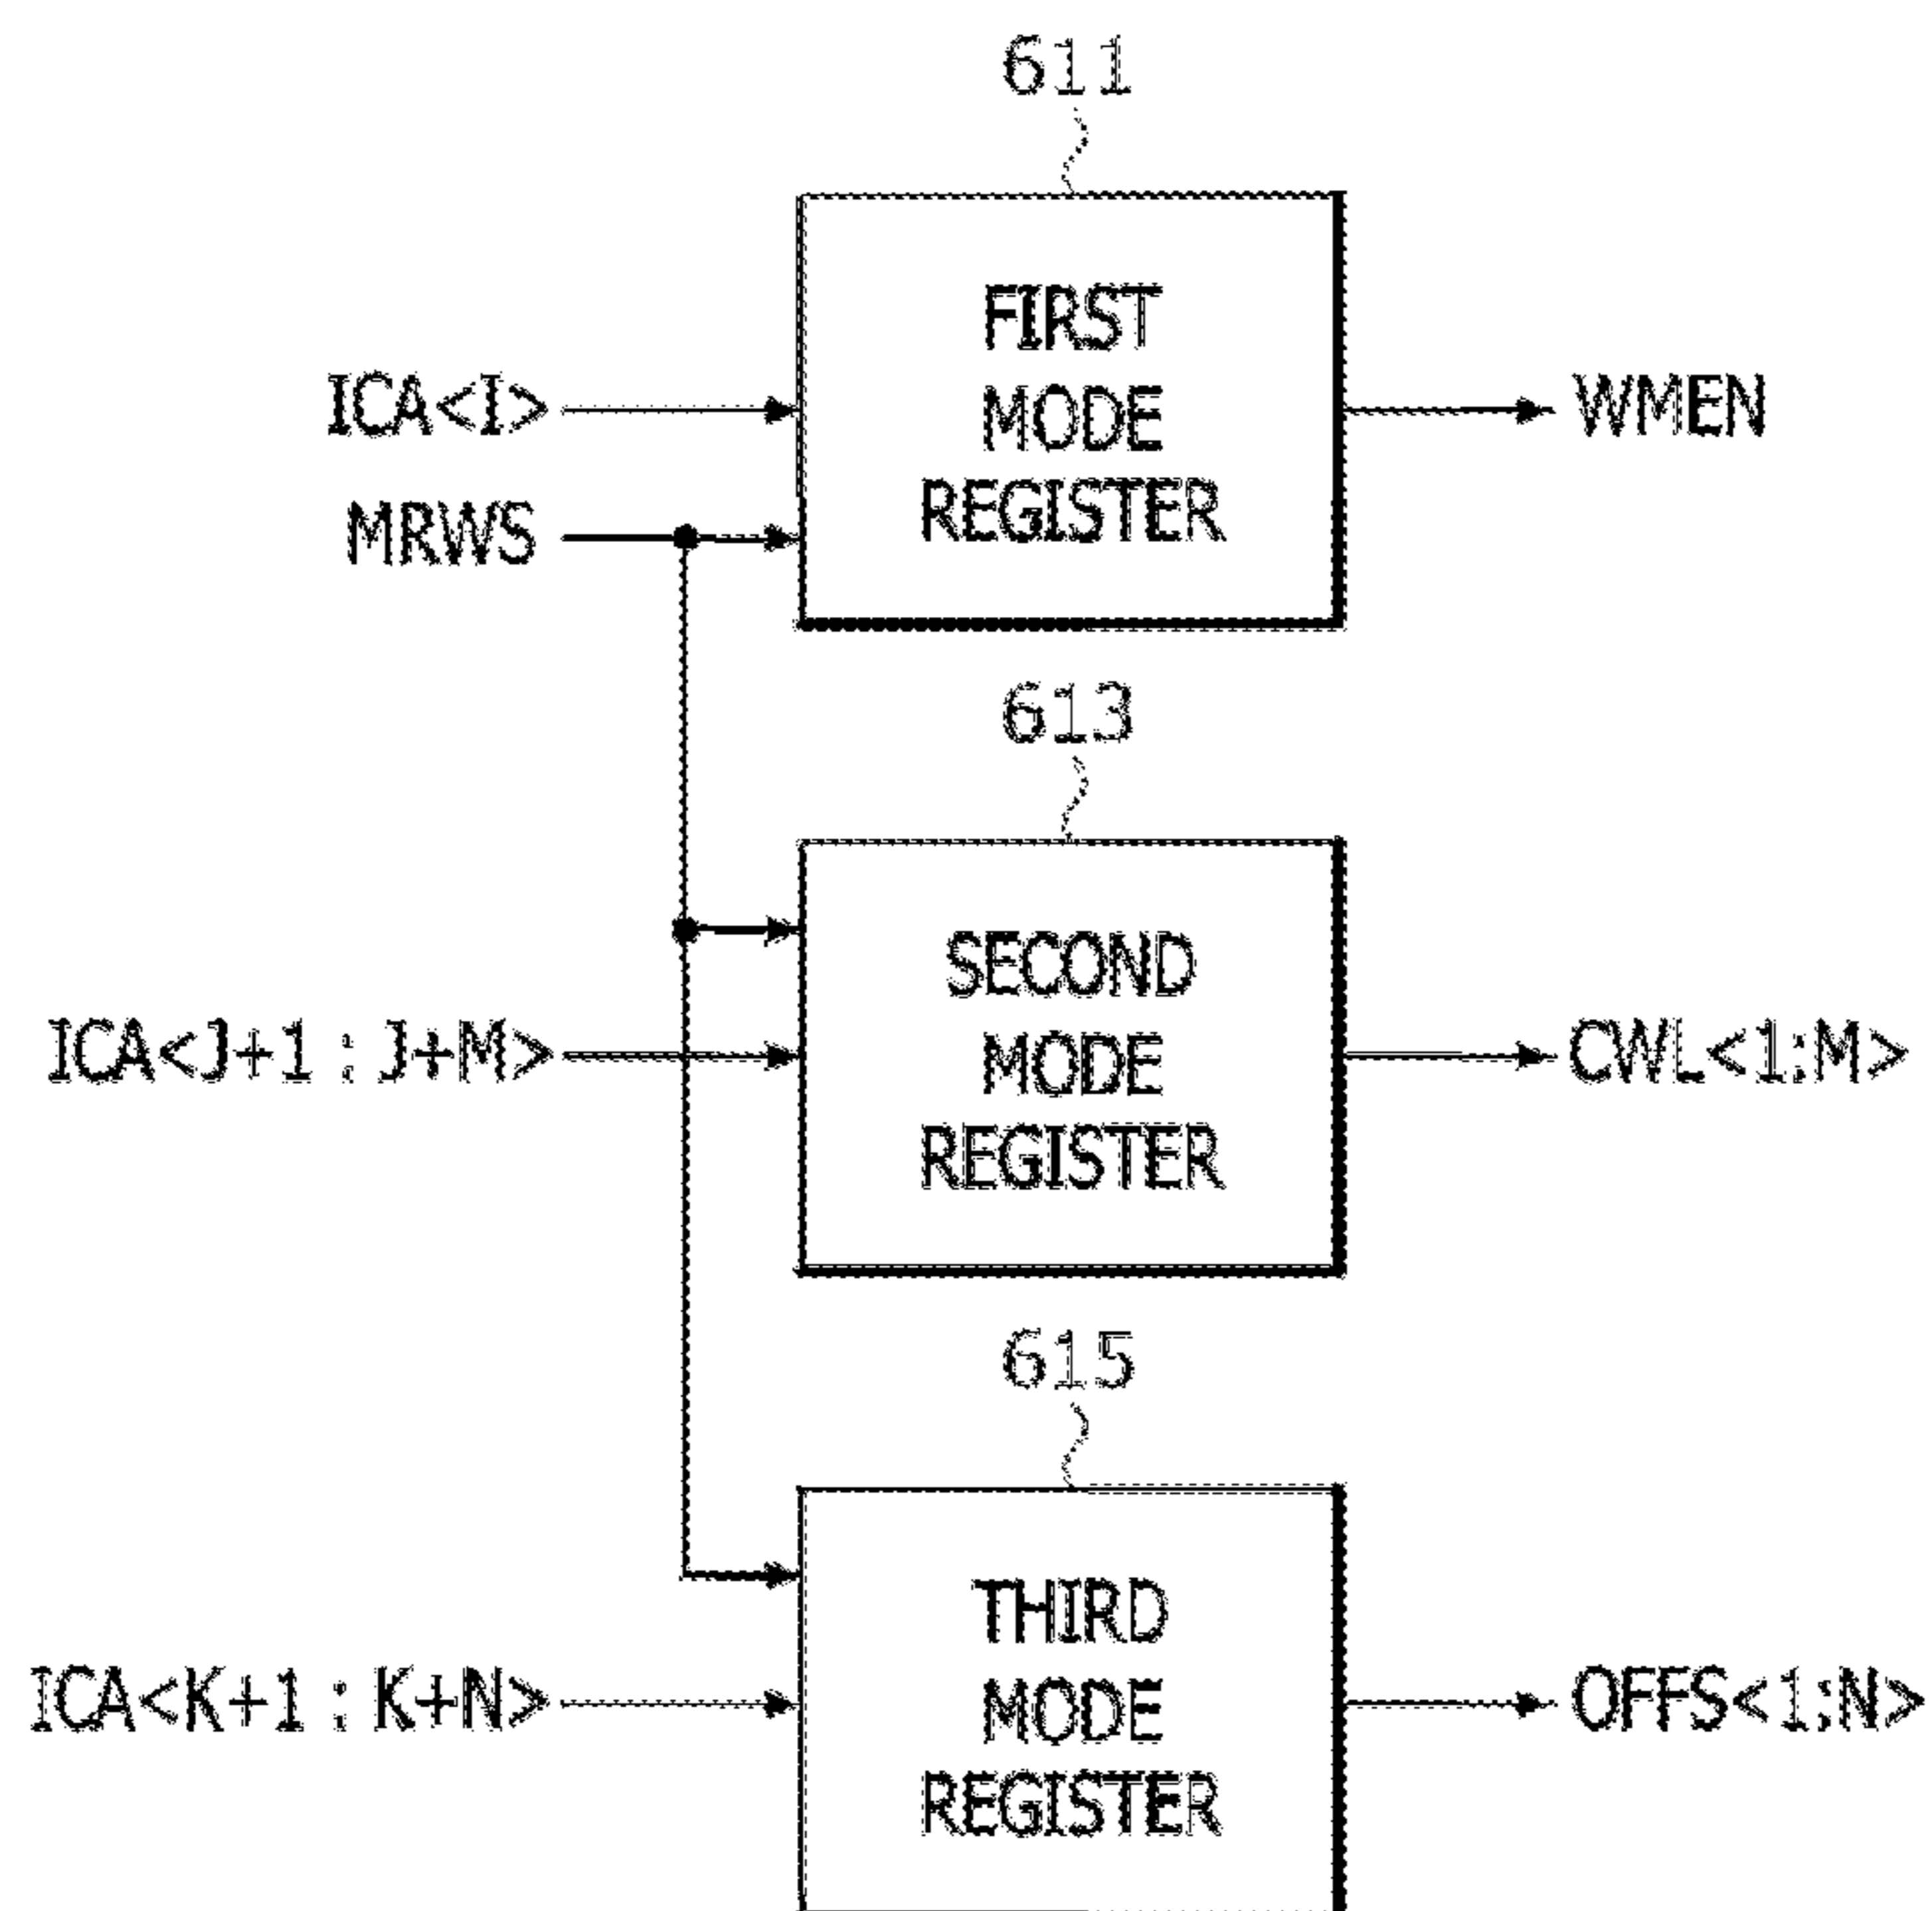 611
FIRST
MODE
REGISTER
ICA<I>
MRWS
WMEN
613
SECOND
MODE
REGISTER
ICA<J+1 : J+M>
CWL<1:M>
615
THIRD
MODE
REGISTER
ICA<K+1 : K+N>
OFFS<1:N>